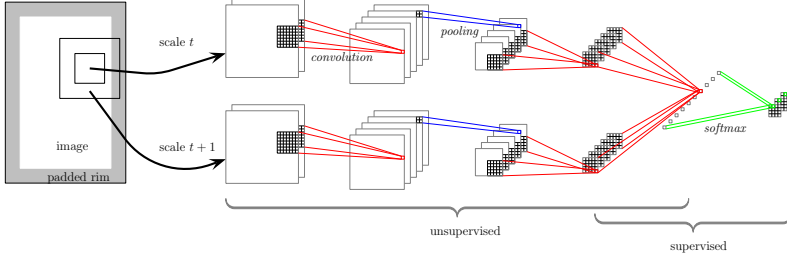 scale t
convolution
pooling
image
padded rim
scale t + 1
softmax
unsupervised
supervised